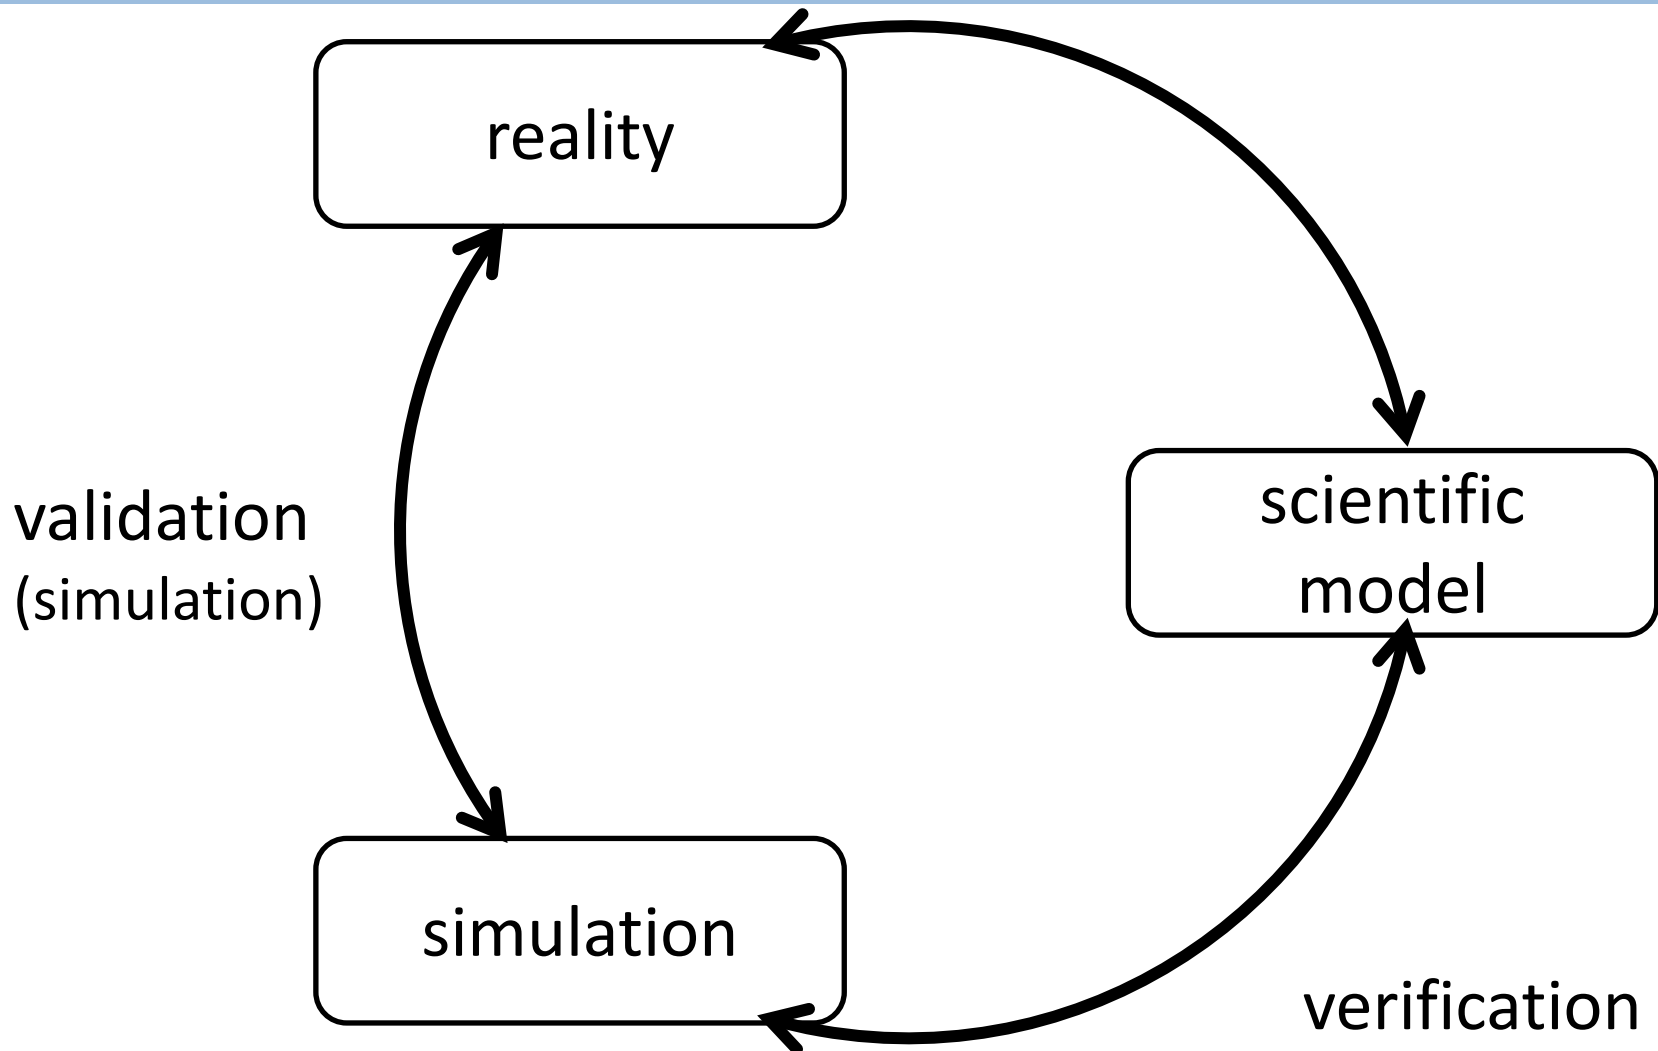 reality
validation
(simulation)
scientific
model
simulation
verification